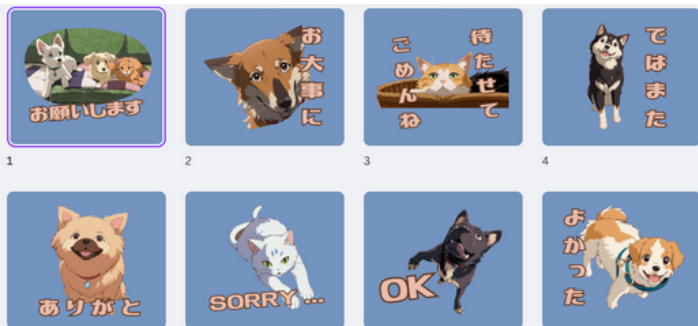 お願いします
お大事に
待たせて
ごめんね
ではまた
1
2
3
4
ありがと
SORRY...
OK
よかった